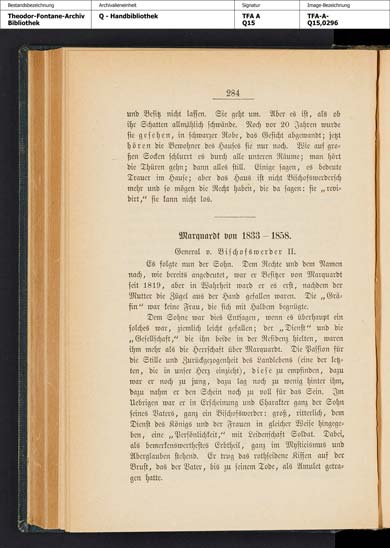 Bestandsbezeichnung
Archivalieneinheit
Signatur
Image-Bezeichnung
Theodor-Fontane-Archiv
Bibliothek
Q - Handbibliothek
TFA A
Q15
TFA-A-
Q15,0296
284
und Besitz nicht lassen. Sie geht um. Aber es ist, als ob
ihr Schatten allmählich schwände. Noch vor 20 Jahren wurde
sie gesehen, in schwarzer Robe, das Gesicht abgewandt; jetzt
hören die Bewohner des Hauses sie nur noch. Wie auf gro-
ßen Socken schlurrt es durch alle unteren Räume; man hört
die Thüren gehn; dann alles still. Einige sagen, es bedeute
Trauer im Hause; aber das Haus ist nicht Bischofswerdersch
mehr und so mögen die Recht haben, die da sagen: sie „revi-
dirt,“ sie kann nicht los.
Marquardt von 1833 – 1858.
General v. Bischofswerder II.
Es folgte nun der Sohn. Dem Rechte und dem Namen
nach, wie bereits angedeutet, war er Besitzer von Marquardt
seit 1819, aber in Wahrheit ward er es erst, nachdem der
Mutter die Zügel aus der Hand gefallen waren. Die „Grä-
fin“ war keine Frau, die sich mit Halbem begnügte.
Dem Sohne war dies Entsagen, wenn es überhaupt ein
solches war, ziemlich leicht gefallen; der „Dienst“ und die
„Gesellschaft,“ die ihn beide in der Residenz hielten, waren
ihm mehr als die Herrschaft über Marquardt. Die Passion für
die Stille und Zurückgezogenheit des Landlebens (eine der letz-
ten, die in unser Herz einzieht), diese zu empfinden, dazu
war er noch zu jung, dazu lag noch zu wenig hinter ihm,
dazu nahm er den Schein noch zu voll für das Sein. Im
Uebrigen war er in Erscheinung und Charakter ganz der Sohn
seines Vaters, ganz ein Bischofswerder: groß, ritterlich, dem
Dienst des Königs und der Frauen in gleicher Weise hingege-
ben, eine „Persönlichkeit,“ mit Leidenschaft Soldat. Dabei,
als bemerkenswerthestes Erbtheil, ganz im Mysticismus und
Aberglauben stehend. Er trug das rothseidene Kissen auf der
Brust, das der Vater, bis zu seinem Tode, als Amulet getra-
gen hatte.